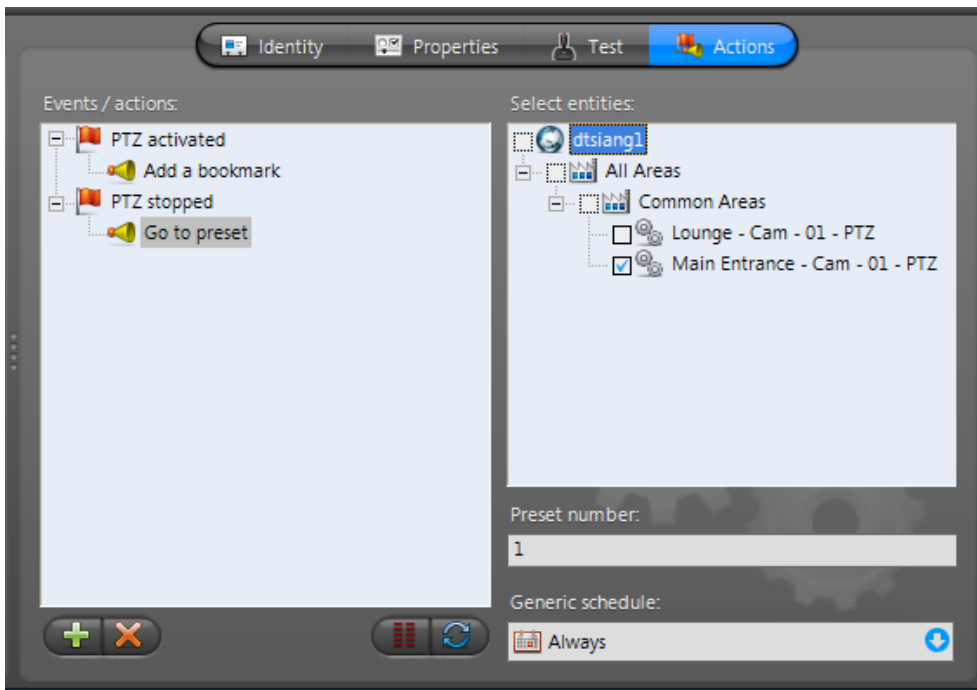 Identity Properties Test Actions
Events / actions:
PTZ activated
Add a bookmark
PTZ stopped
Go to preset
Select entities:
dtsiang1
All Areas
Common Areas
Lounge - Cam - 01 - PTZ
Main Entrance - Cam - 01 - PTZ
Preset number:
1
Generic schedule:
Always